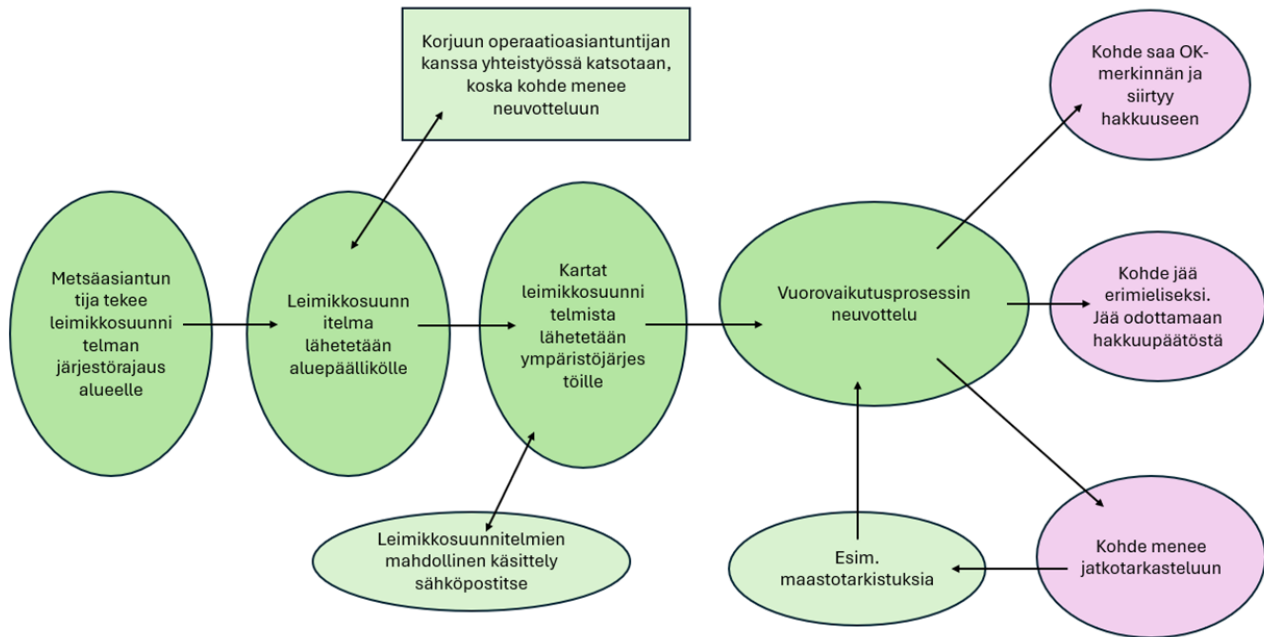 Korjuun operaatioasiantuntijan
kanssa yhteistyössä katsotaan,
koska kohde menee
neuvotteluun
Kohde saa OK-
merkinnän ja
siirtyy
hakkuuseen
Metsäasiantun
tija tekee
leimikkosuunni
telman
järjestörajaus
alueelle
Leimikkosuunn
itelma
lähetetään
aluepäällikölle
Kartat
leimikkosuunni
telmista
lähetetään
ympäristöjärjes
töille
Vuorovaikutusprosessin
neuvottelu
Kohde jää
erimieliseksi.
Jää odottamaan
hakkuupäätöstä
Leimikkosuunnitelmien
mahdollinen käsittely
sähköpostitse
Esim.
maastotarkistuksia
Kohde menee
jatkotarkasteluun